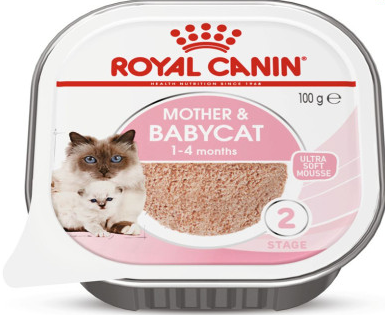 ROYAL CANIN®
HEALTH NUTRITION SINCE 1968
100 g ℮
MOTHER &
BABYCAT
1-4 months
ULTRA
SOFT
MOUSSE
2
STAGE